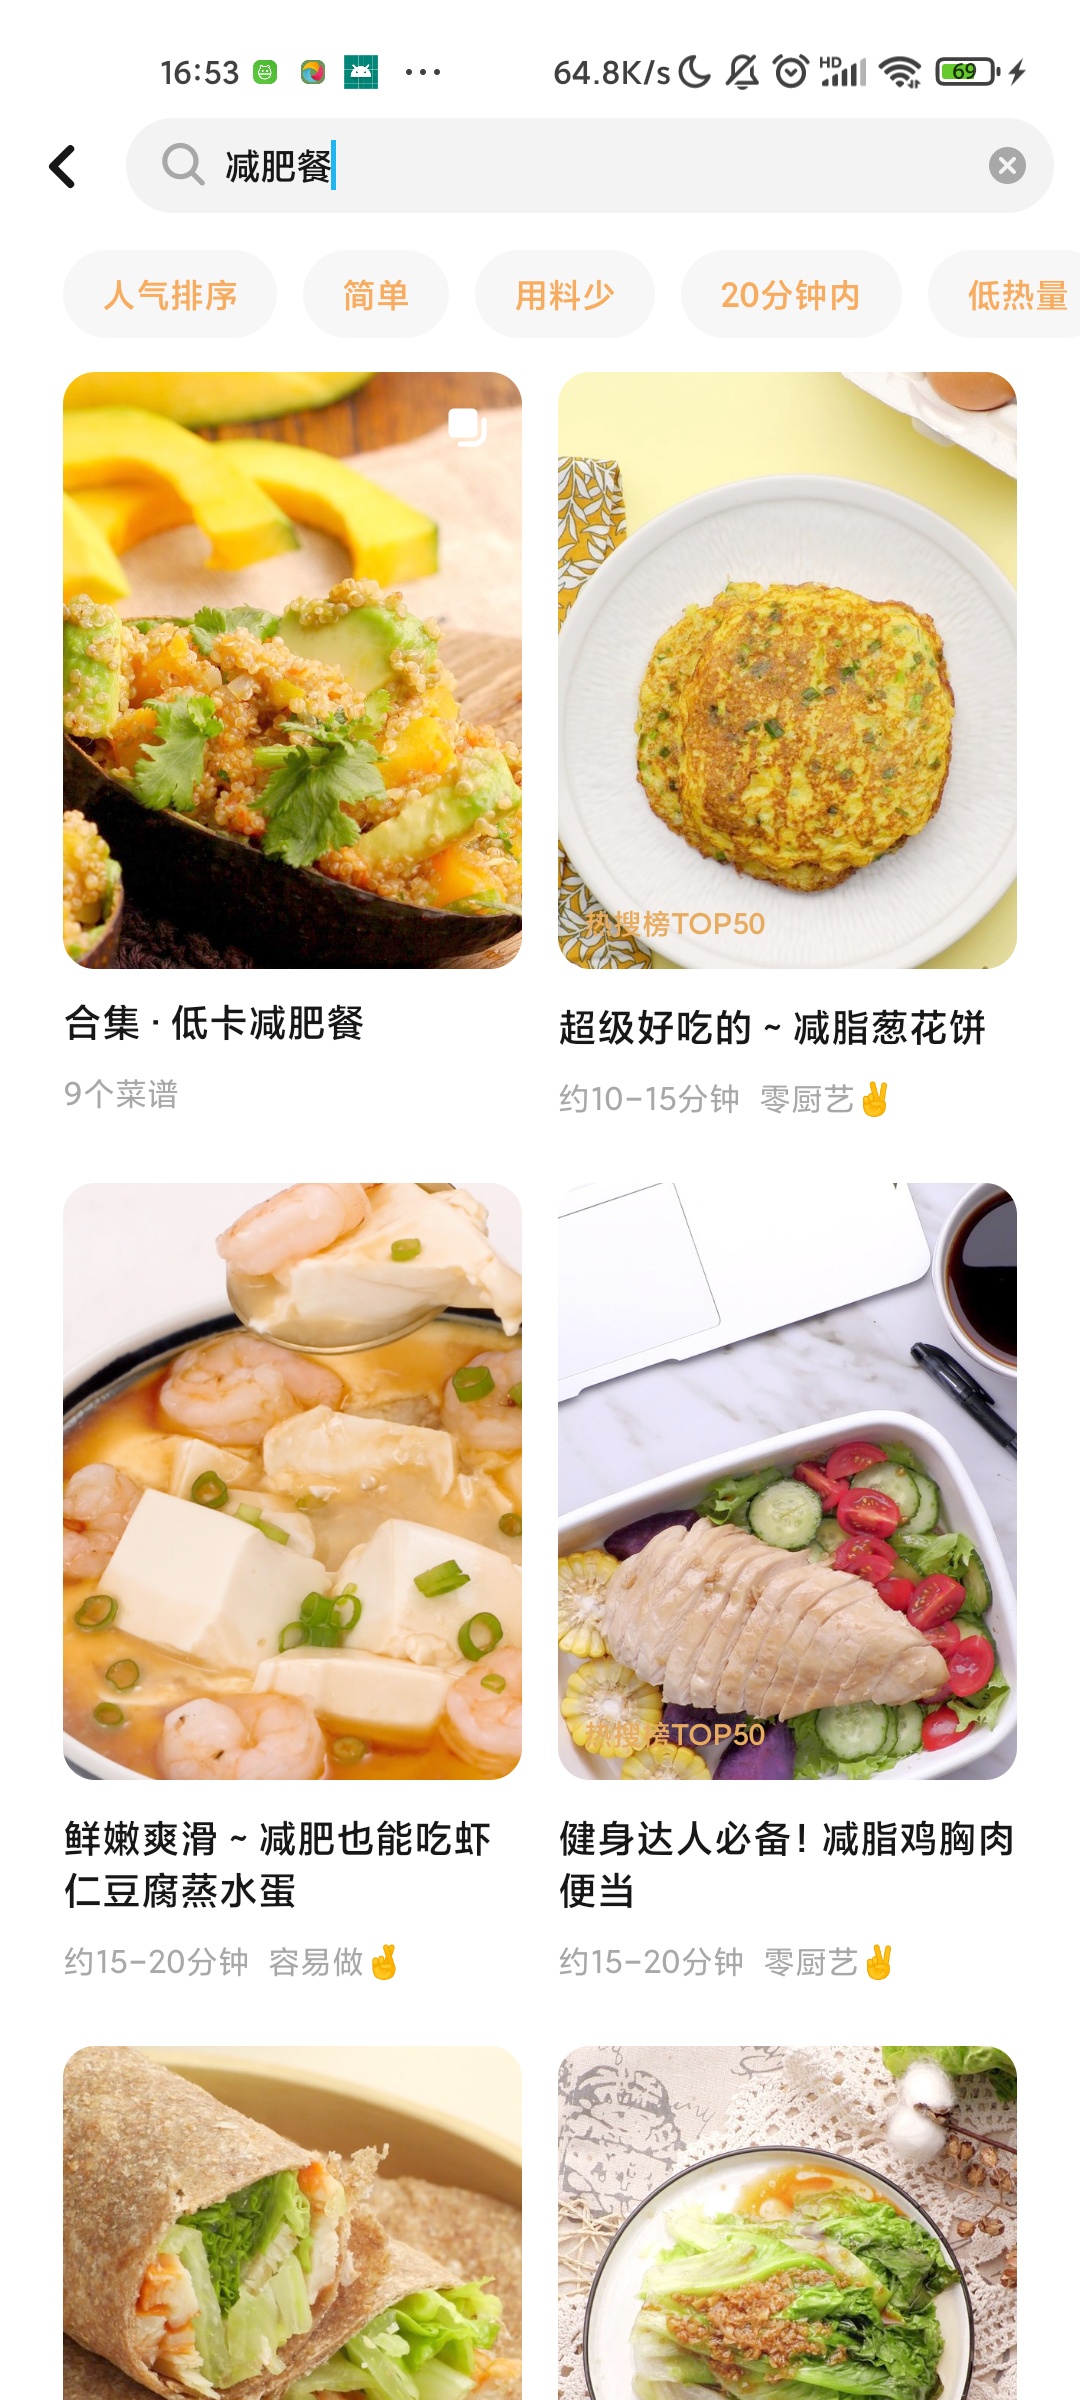 16:53
64.8K/s
HD
69
减肥餐
人气排序
简单
用料少
20分钟内
低热量
热搜榜TOP50
合集 · 低卡减肥餐
9个菜谱
超级好吃的 ~ 减脂葱花饼
约10-15分钟 零厨艺✌
热搜榜TOP50
鲜嫩爽滑 ~ 减肥也能吃虾
仁豆腐蒸水蛋
约15-20分钟 容易做🤞
健身达人必备！减脂鸡胸肉
便当
约15-20分钟 零厨艺✌